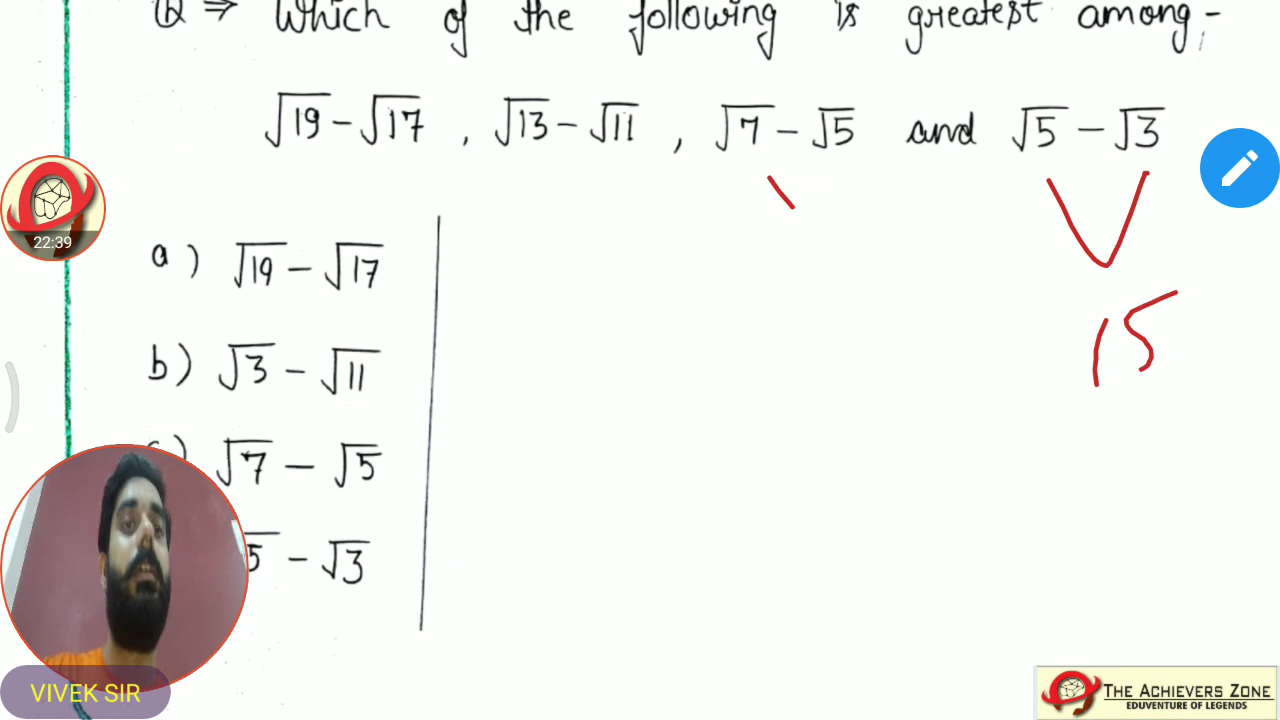 Q ⇒ Which of the following is greatest among-
√19 - √17 , √13 - √11 , √7 - √5 and √5 - √3
15
22:39
a) √19 - √17
b) √3 - √11
c) √7 - √5
√5 - √3
VIVEK SIR
THE ACHIEVERS ZONE
EDUVENTURE OF LEGENDS